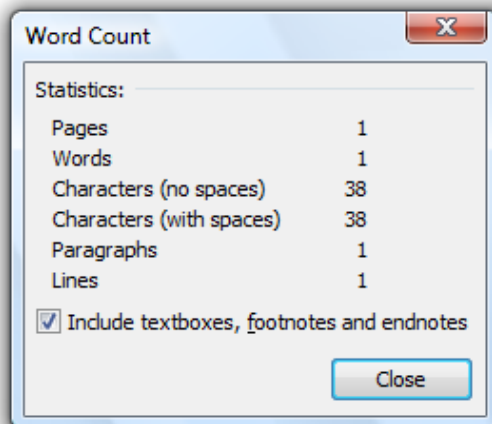 Word Count
Statistics:
Pages 1
Words 1
Characters (no spaces) 38
Characters (with spaces) 38
Paragraphs 1
Lines 1
Include textboxes, footnotes and endnotes
Close